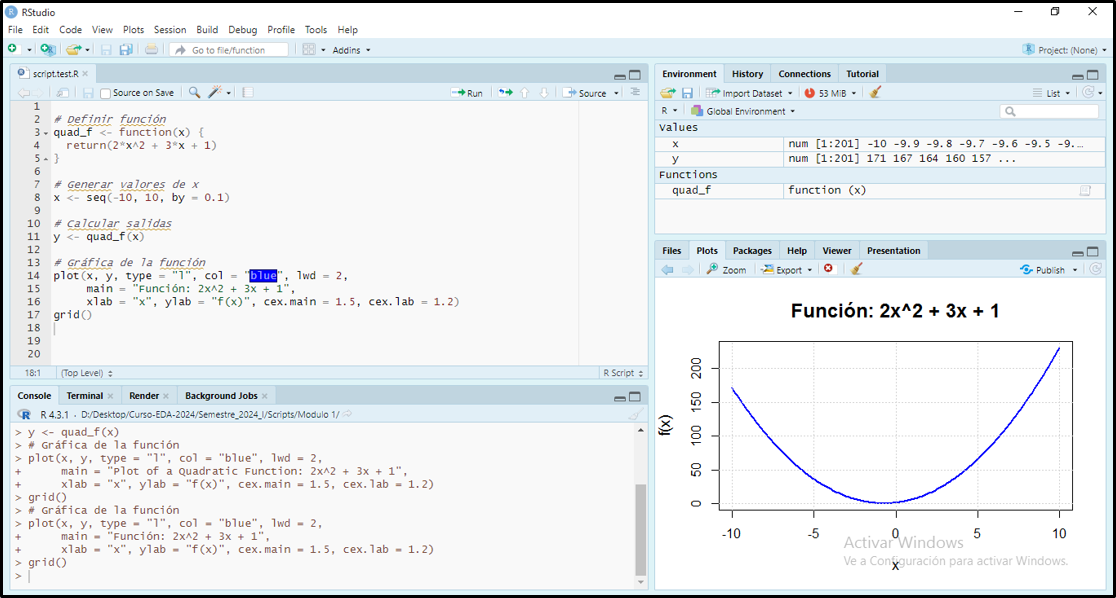 RStudio
File Edit Code View Plots Session Build Debug Profile Tools Help
Go to file/function Addins Project: (None)
script.test.R
Source on Save Run Source
1
2 # Definir función
3 quad_f <- function(x) {
4 return(2*x^2 + 3*x + 1)
5 }
6
7 # Generar valores de x
8 x <- seq(-10, 10, by = 0.1)
9
10 # Calcular salidas
11 y <- quad_f(x)
12
13 # Gráfica de la función
14 plot(x, y, type = "l", col = "blue", lwd = 2,
15 main = "Función: 2x^2 + 3x + 1",
16 xlab = "x", ylab = "f(x)", cex.main = 1.5, cex.lab = 1.2)
17 grid()
18
19
20
18:1 (Top Level) R Script
Console Terminal Render Background Jobs
R 4.3.1 · D:/Desktop/Curso-EDA-2024/Semestre_2024_I/Scripts/Modulo 1/
> y <- quad_f(x)
> # Gráfica de la función
> plot(x, y, type = "l", col = "blue", lwd = 2,
+ main = "Plot of a Quadratic Function: 2x^2 + 3x + 1",
+ xlab = "x", ylab = "f(x)", cex.main = 1.5, cex.lab = 1.2)
> grid()
> # Gráfica de la función
> plot(x, y, type = "l", col = "blue", lwd = 2,
+ main = "Función: 2x^2 + 3x + 1",
+ xlab = "x", ylab = "f(x)", cex.main = 1.5, cex.lab = 1.2)
> grid()
>
Environment History Connections Tutorial
Import Dataset 53 MiB List
R Global Environment
Values
x num [1:201] -10 -9.9 -9.8 -9.7 -9.6 -9.5 -9.…
y num [1:201] 171 167 164 160 157 ...
Functions
quad_f function (x)
Files Plots Packages Help Viewer Presentation
Zoom Export Publish
Función: 2x^2 + 3x + 1
f(x)
200
150
100
50
0
-10 -5 0 5 10
x
Activar Windows
Ve a Configuración para activar Windows.